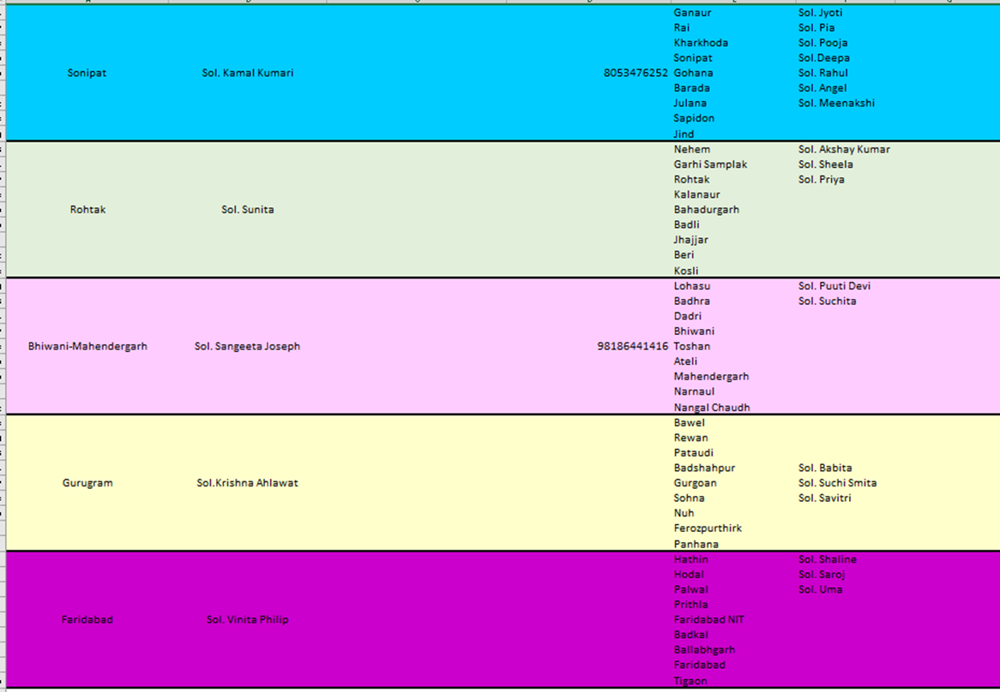 Ganaur Sol. Jyoti
Rai Sol. Pia
Kharkhoda Sol. Pooja
Sonipat Sol.Deepa
Sonipat Sol. Kamal Kumari 8053476252 Gohana Sol. Rahul
Barada Sol. Angel
Julana Sol. Meenakshi
Sapidon
Jind
Nehem Sol. Akshay Kumar
Garhi Samplak Sol. Sheela
Rohtak Sol. Priya
Kalanaur
Rohtak Sol. Sunita Bahadurgarh
Badli
Jhajjar
Beri
Kosli
Lohasu Sol. Puuti Devi
Badhra Sol. Suchita
Dadri
Bhiwani
Bhiwani-Mahendergarh Sol. Sangeeta Joseph 98186441416 Toshan
Ateli
Mahendergarh
Narnaul
Nangal Chaudh
Bawel
Rewan
Pataudi
Badshahpur Sol. Babita
Gurugram Sol.Krishna Ahlawat Gurgoan Sol. Suchi Smita
Sohna Sol. Savitri
Nuh
Ferozpurthirk
Panhana
Hathin Sol. Shaline
Hodal Sol. Saroj
Palwal Sol. Uma
Prithla
Faridabad Sol. Vinita Philip Faridabad NIT
Badkal
Ballabhgarh
Faridabad
Tigaon